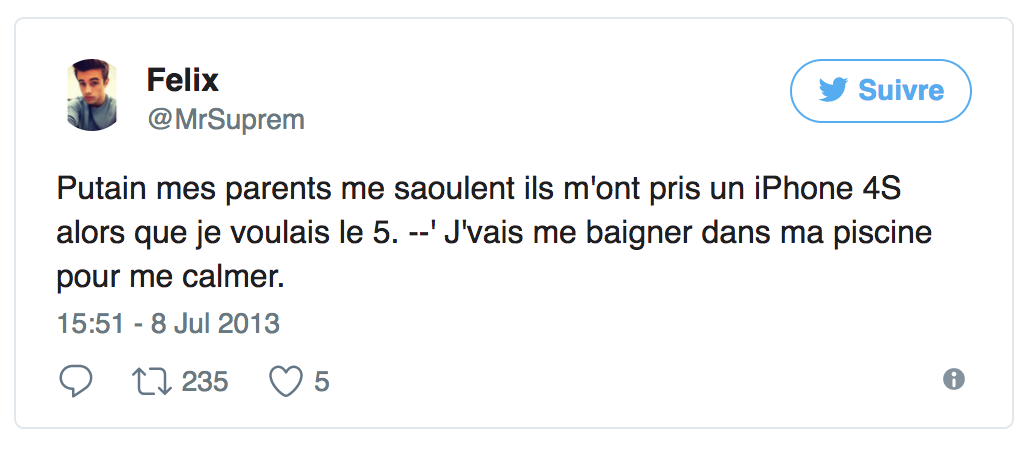 Felix
@MrSuprem
Suivre
Putain mes parents me saoulent ils m'ont pris un iPhone 4S
alors que je voulais le 5. --' J'vais me baigner dans ma piscine
pour me calmer.
15:51 - 8 Jul 2013
235 5